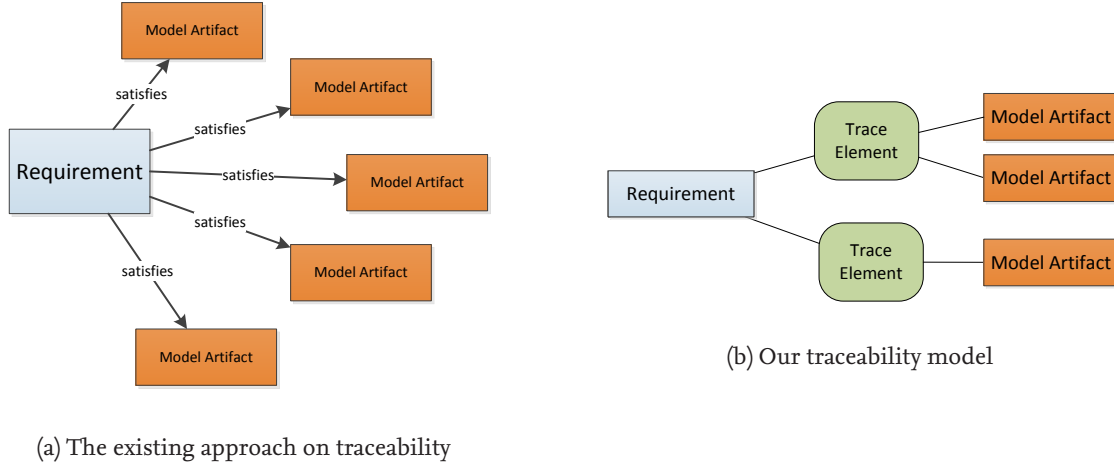 Model Artifact
satisfies
Model Artifact
satisfies
Requirement
satisfies
Model Artifact
satisfies
Model Artifact
satisfies
Model Artifact
(a) The existing approach on traceability
Trace
Element
Model Artifact
Model Artifact
Requirement
Trace
Element
Model Artifact
(b) Our traceability model